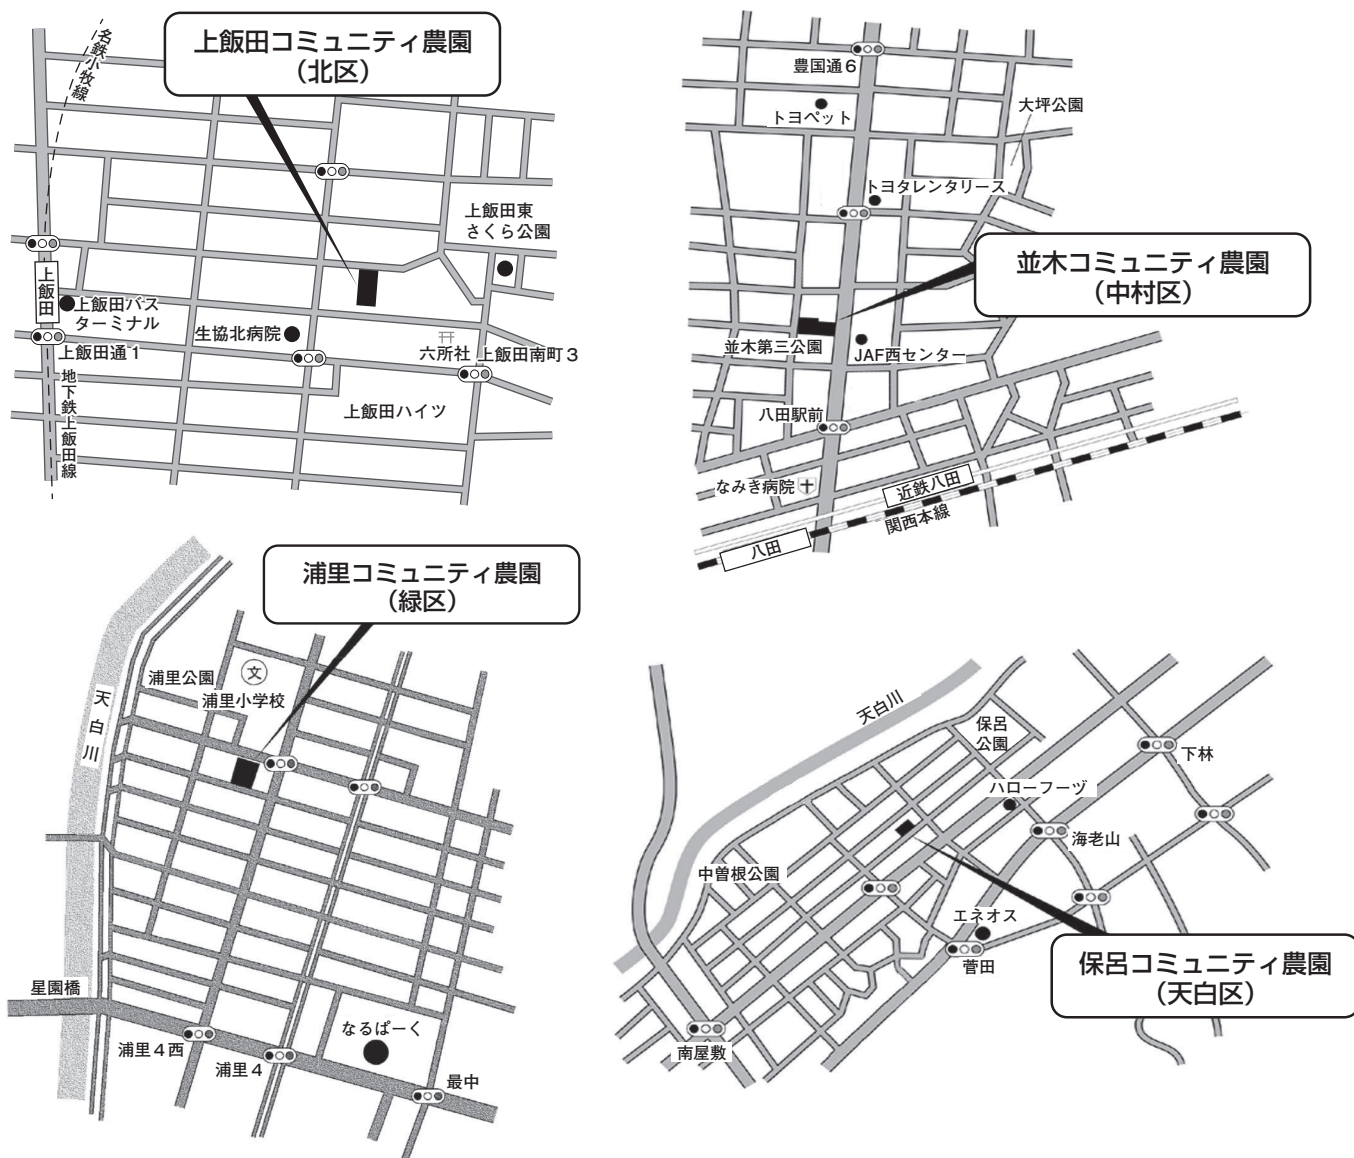 上飯田コミュニティ農園
（北区）
名鉄小牧線
上飯田東
さくら公園
上飯田
上飯田バス
ターミナル
生協北病院
六所社
上飯田南町３
上飯田通１
地下鉄上飯田線
上飯田ハイツ
豊国通６
トヨペット
大坪公園
トヨタレンタリース
並木コミュニティ農園
（中村区）
並木第三公園
JAF西センター
八田駅前
なみき病院
近鉄八田
関西本線
八田
浦里コミュニティ農園
（緑区）
浦里公園
文
浦里小学校
天白川
星園橋
なるぱーく
浦里４西
浦里４
最中
天白川
保呂
公園
下林
ハローフーヅ
海老山
中曽根公園
エネオス
菅田
保呂コミュニティ農園
（天白区）
南屋敷